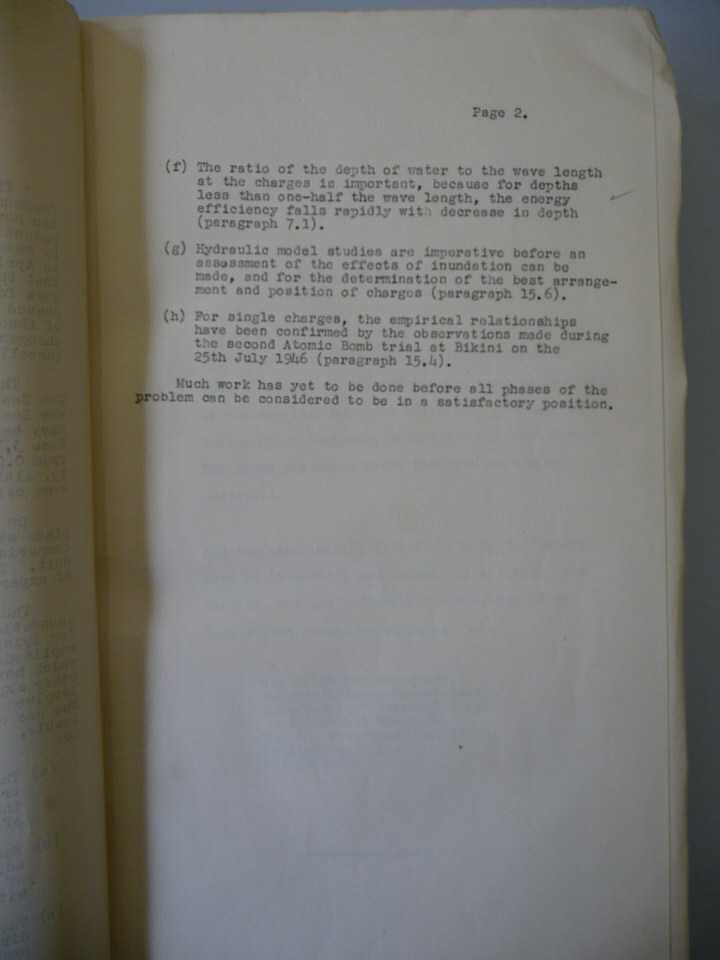 Page 2.
(f) The ratio of the depth of water to the wave length
at the charges is important, because for depths
less than one-half the wave length, the energy
efficiency falls rapidly with decrease in depth
(paragraph 7.1).
(g) Hydraulic model studies are imperative before an
assessment of the effects of inundation can be
made, and for the determination of the best arrange-
ment and position of charges (paragraph 15.6).
(h) For single charges, the empirical relationships
have been confirmed by the observations made during
the second Atomic Bomb trial at Bikini on the
25th July 1946 (paragraph 15.4).
Much work has yet to be done before all phases of the
problem can be considered to be in a satisfactory position.